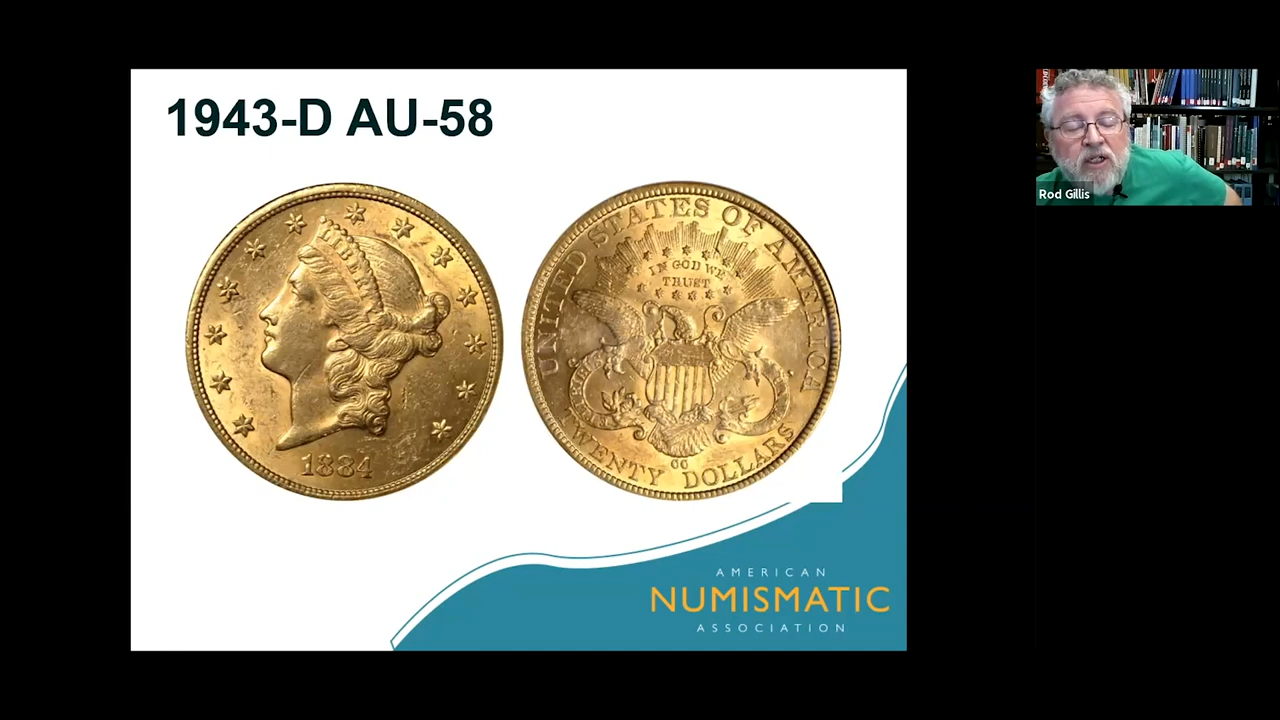 1943-D AU-58
UNITED STATES OF AMERICA
IN GOD WE
TRUST
1884
CC
TWENTY DOLLARS
AMERICAN
NUMISMATIC
ASSOCIATION
Rod Gillis